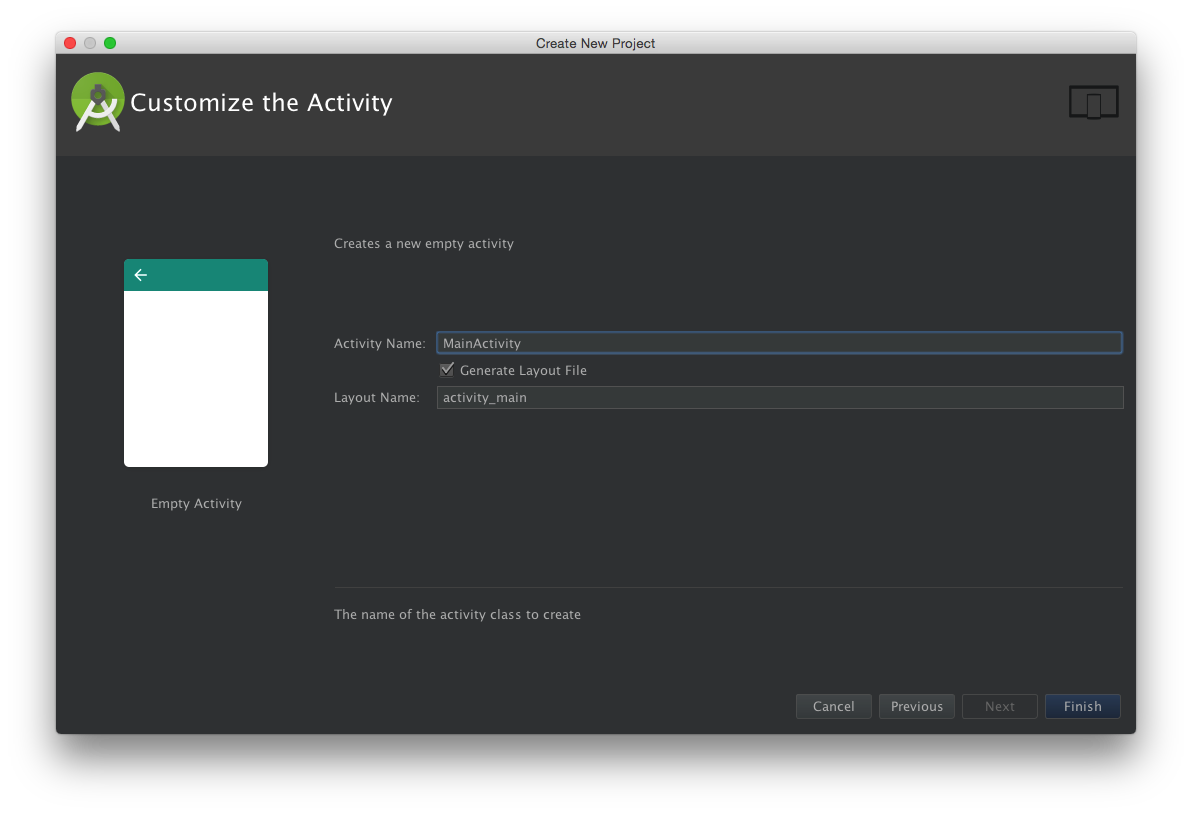 Create New Project
Customize the Activity
Creates a new empty activity
Activity Name: MainActivity
Generate Layout File
Layout Name: activity_main
Empty Activity
The name of the activity class to create
Cancel Previous Next Finish